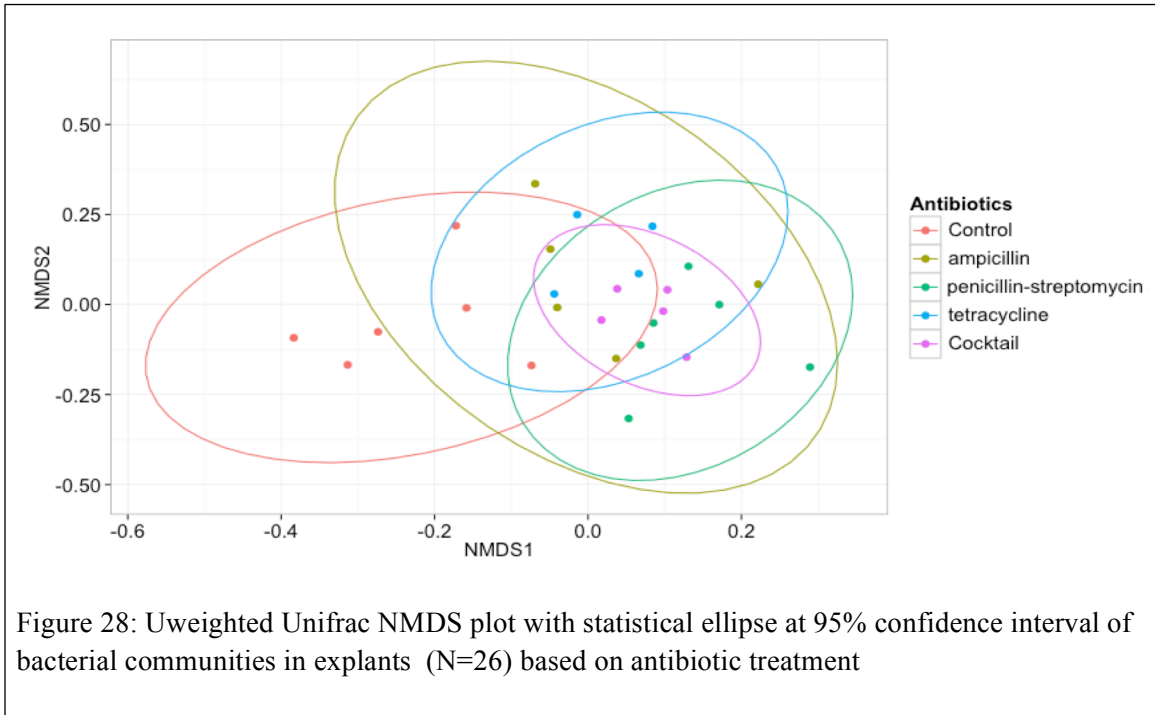 0.50
0.25
0.00
-0.25
-0.50
NMDS2
-0.6
-0.4
-0.2
0.0
0.2
NMDS1
Antibiotics
Control
ampicillin
penicillin-streptomycin
tetracycline
Cocktail
Figure 28: Uweighted Unifrac NMDS plot with statistical ellipse at 95% confidence interval of
bacterial communities in explants (N=26) based on antibiotic treatment